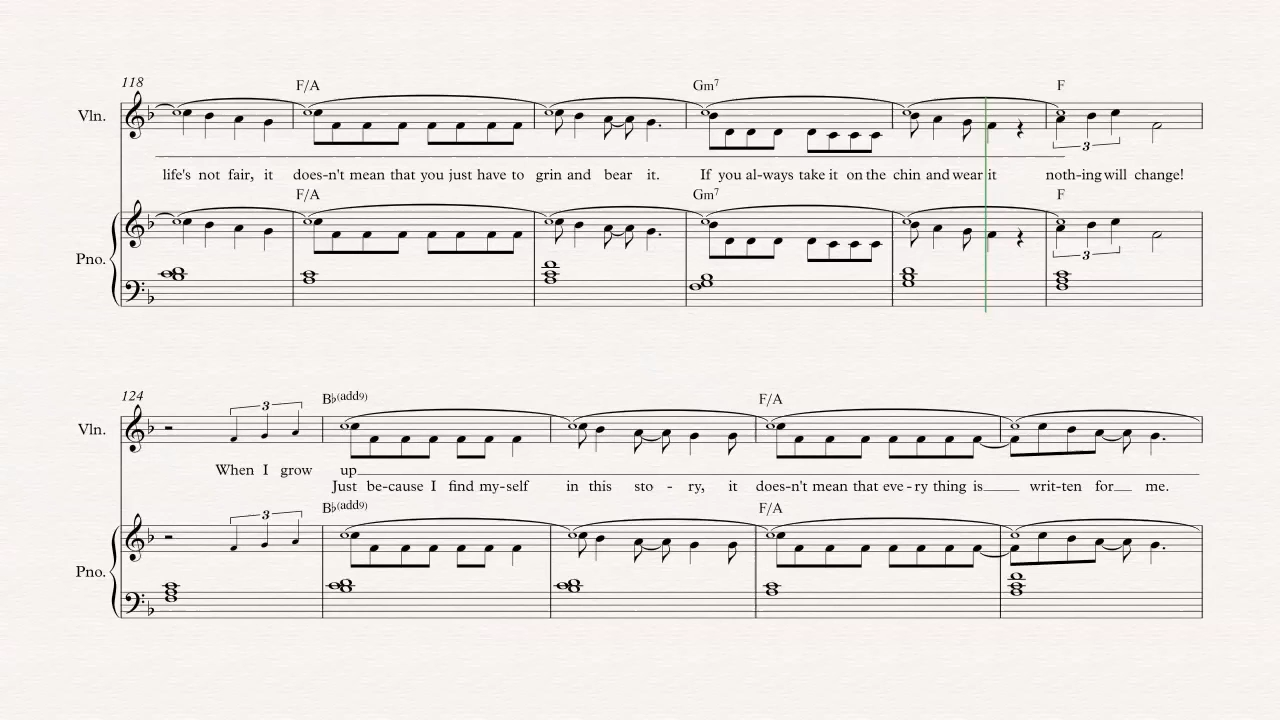 118
F/A Gm7 F
Vln.
3
life's not fair, it does-n't mean that you just have to grin and bear it. If you al-ways take it on the chin and wear it noth-ing will change!
F/A Gm7 F
Pno.
3
124
3 B♭(add9) F/A
Vln.
When I grow up
Just be-cause I find my-self in this sto - ry, it does-n't mean that eve - ry thing is writ-ten for me.
3 B♭(add9) F/A
Pno.